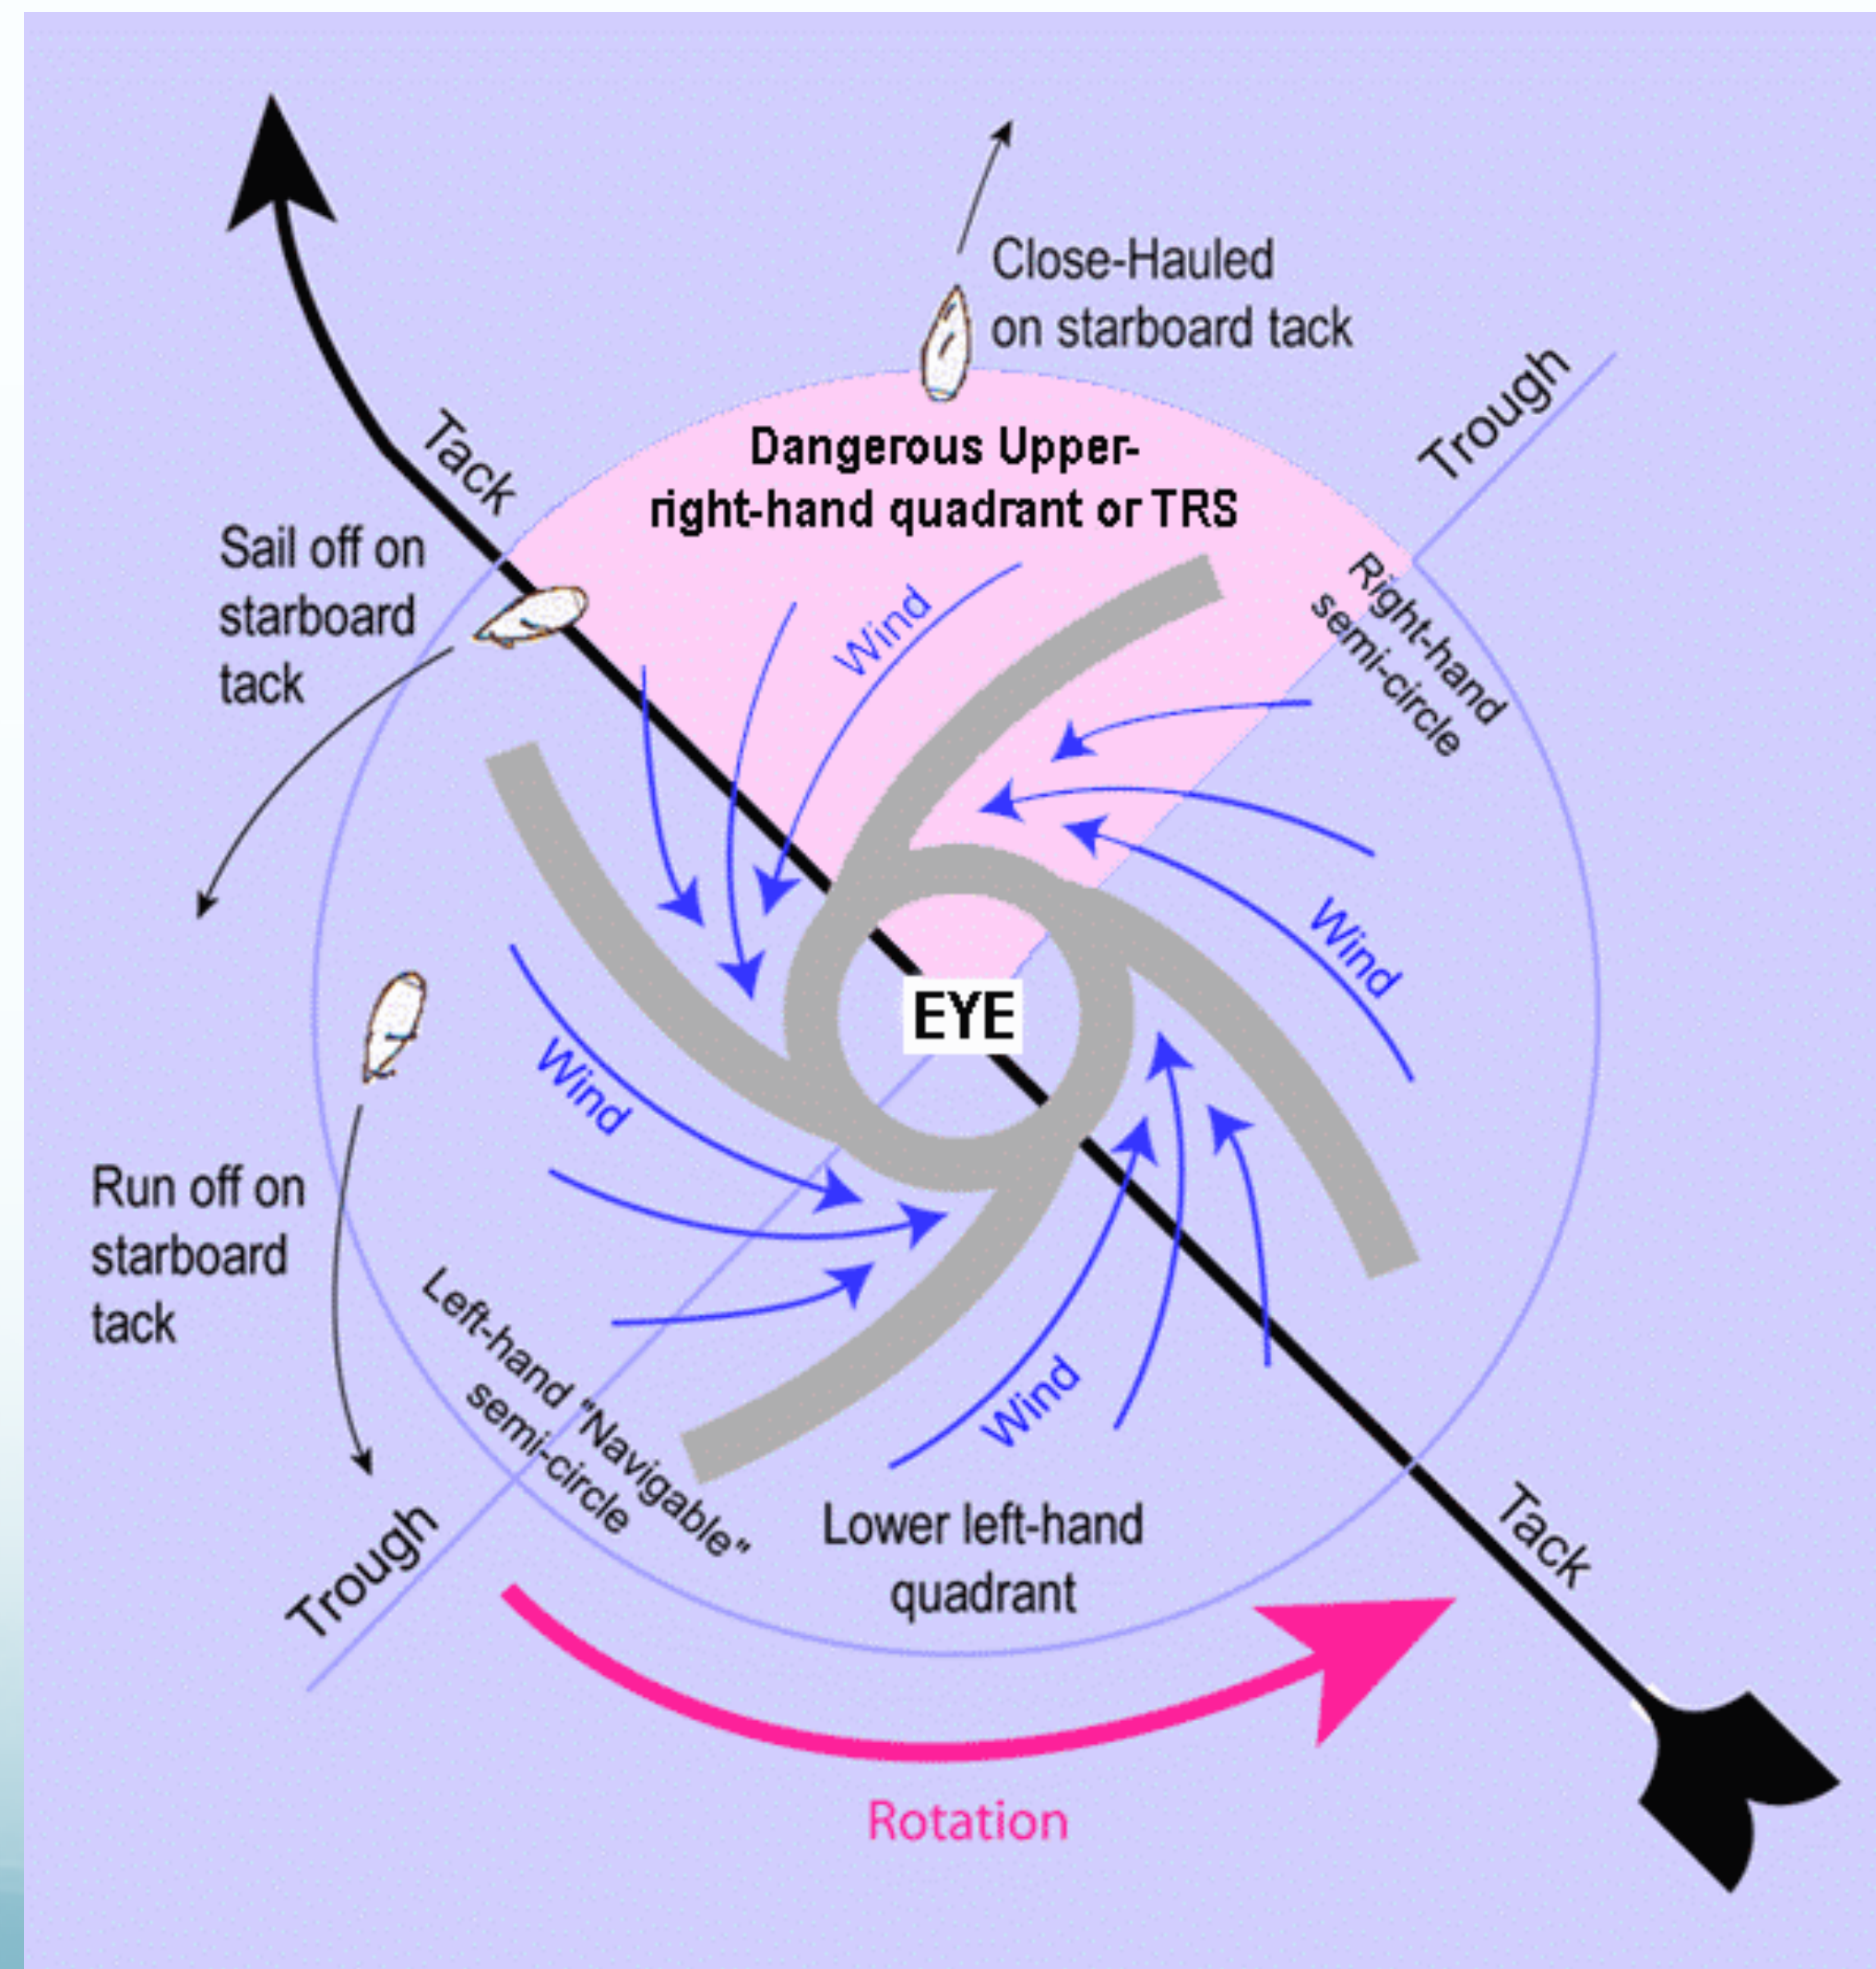 Close-Hauled
on starboard tack
Trough
Tack
Dangerous Upper-
right-hand quadrant or TRS
Sail off on
starboard
tack
Right-hand
semi-circle
Wind
Wind
EYE
Wind
Run off on
starboard
tack
Left-hand "Navigable"
semi-circle
Wind
Lower left-hand
quadrant
Trough
Tack
Rotation